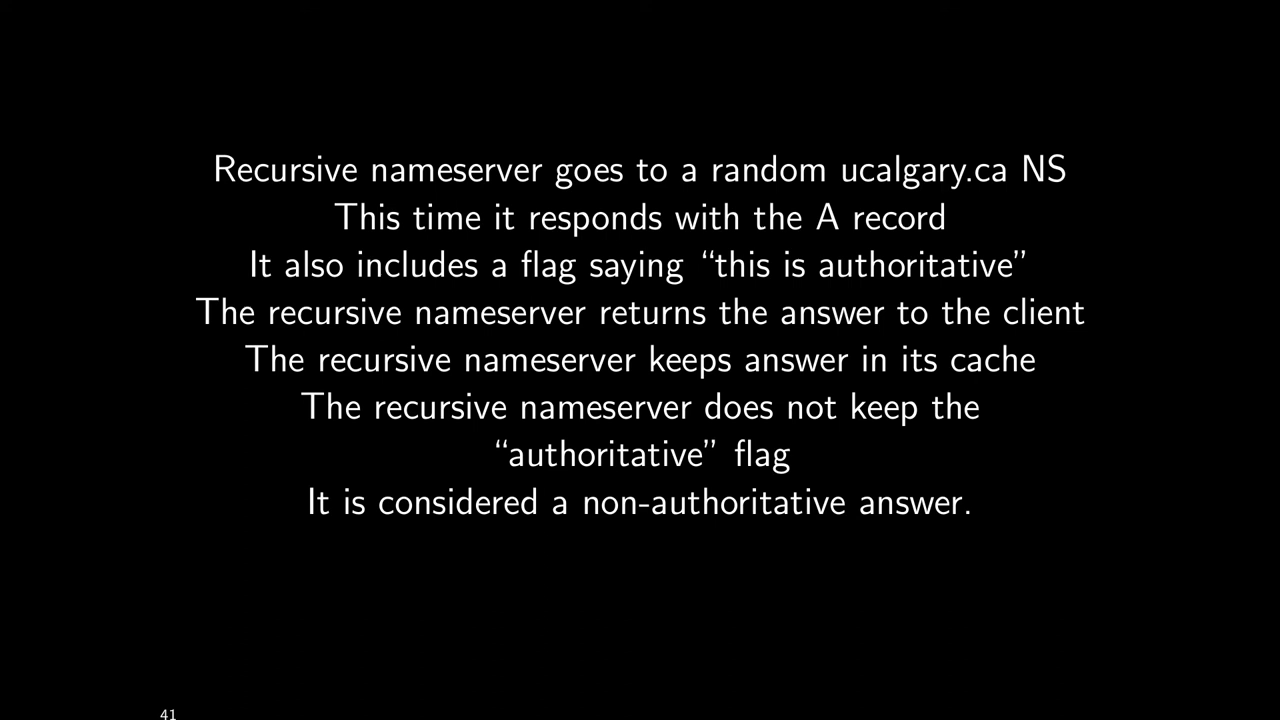 Recursive nameserver goes to a random ucalgary.ca NS
This time it responds with the A record
It also includes a flag saying “this is authoritative”
The recursive nameserver returns the answer to the client
The recursive nameserver keeps answer in its cache
The recursive nameserver does not keep the
“authoritative” flag
It is considered a non-authoritative answer.
41